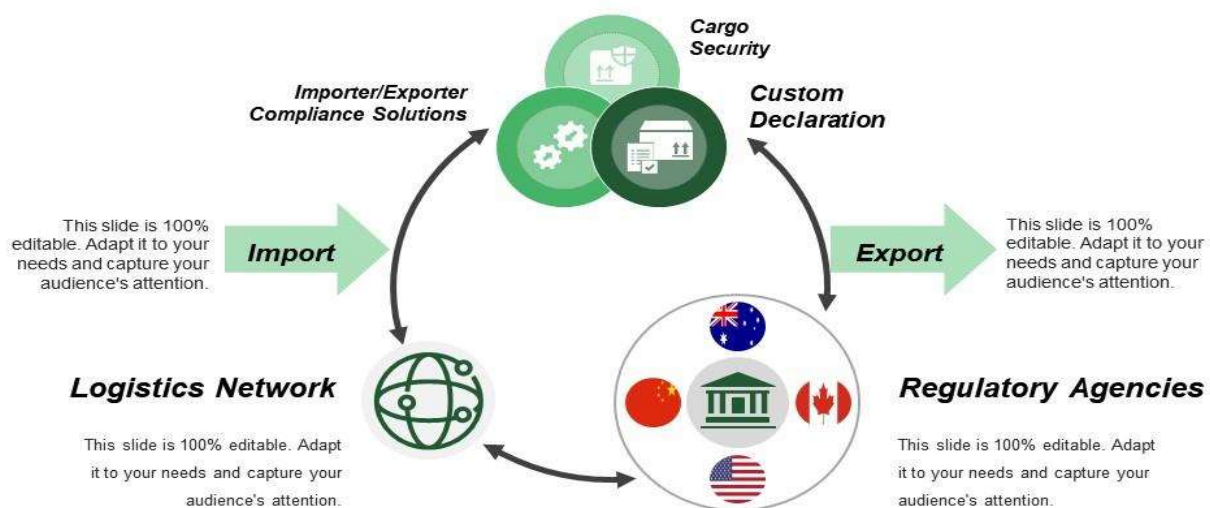 Cargo
Security
Importer/Exporter
Compliance Solutions
Custom
Declaration
This slide is 100%
editable. Adapt it to your
needs and capture your
audience's attention.
Import
Export
This slide is 100%
editable. Adapt it to your
needs and capture your
audience's attention.
Logistics Network
This slide is 100% editable. Adapt
it to your needs and capture your
audience's attention.
Regulatory Agencies
This slide is 100% editable. Adapt
it to your needs and capture your
audience's attention.